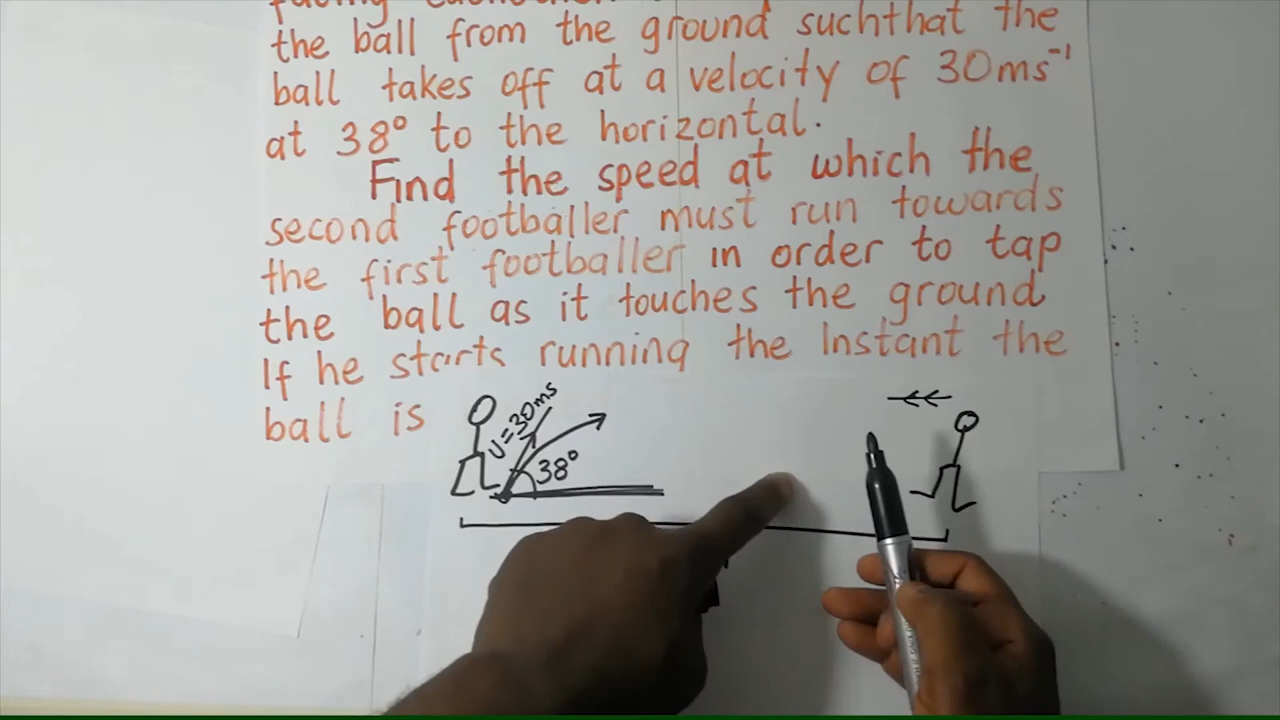 the ball from the ground suchthat the
ball takes off at a velocity of 30ms⁻¹
at 38° to the horizontal.
Find the speed at which the
second footballer must run towards
the first footballer in order to tap
the ball as it touches the ground
If he starts running the instant the
ball is
U=30ms
38°